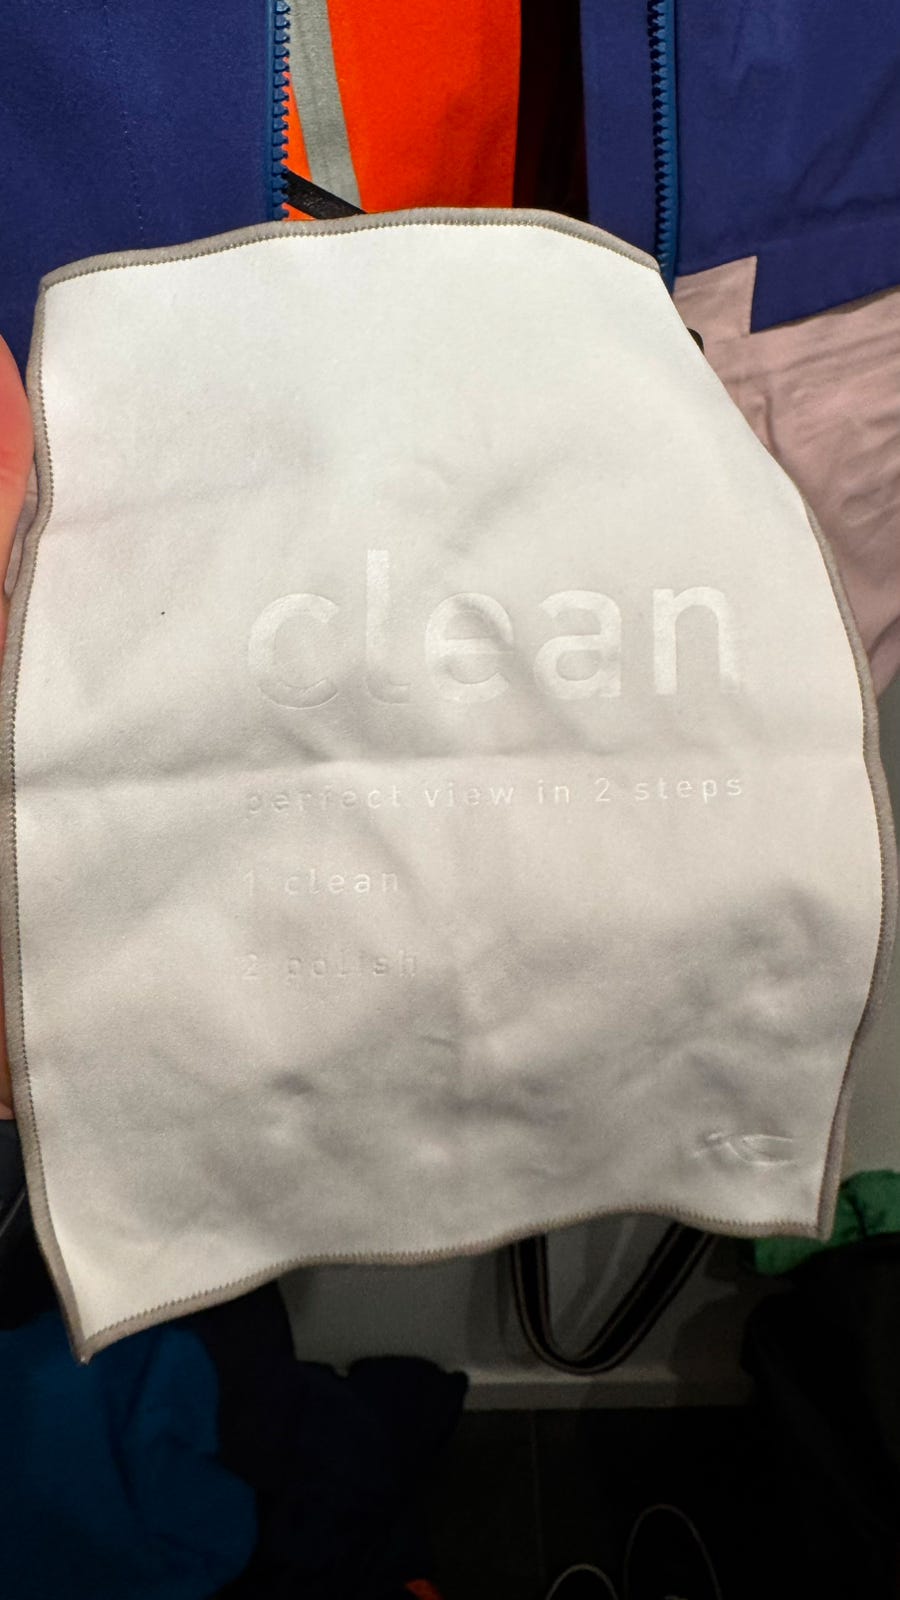 clean
perfect view in 2 steps
1 clean
2 polish